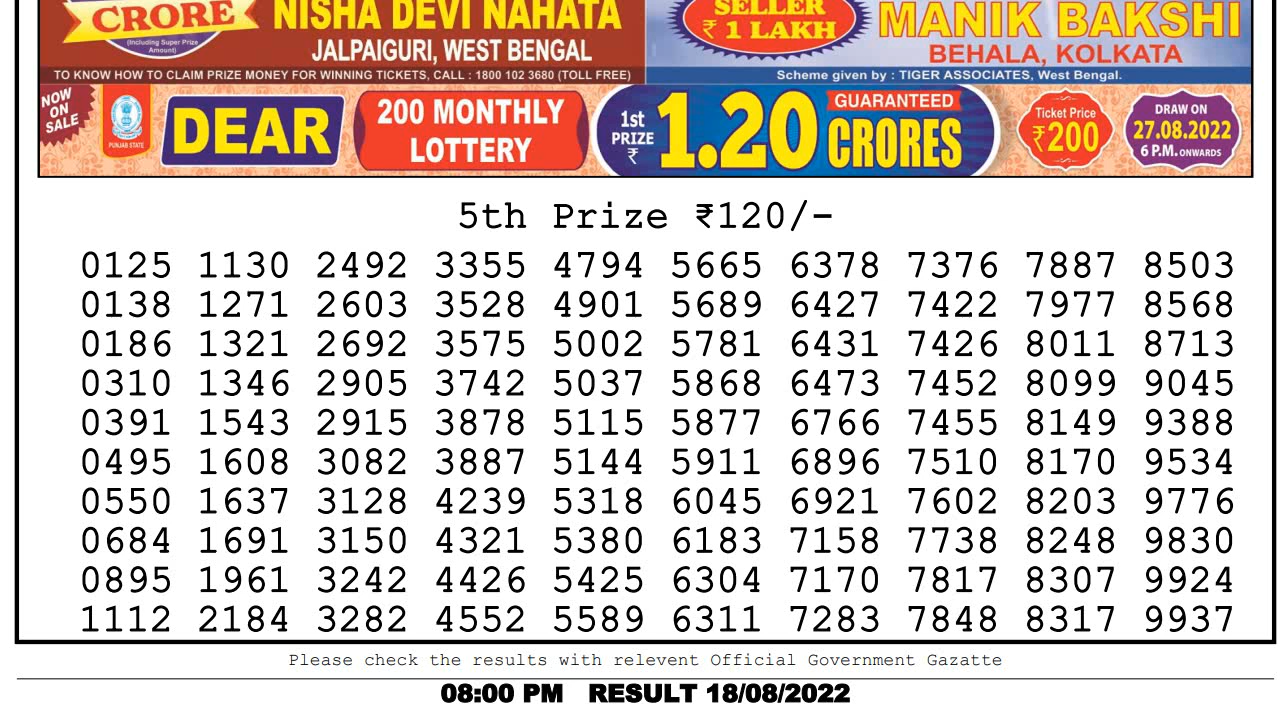 CRORE
(Including Super Prize Amount)
NISHA DEVI NAHATA
JALPAIGURI, WEST BENGAL
SELLER
₹ 1 LAKH
MANIK BAKSHI
BEHALA, KOLKATA
TO KNOW HOW TO CLAIM PRIZE MONEY FOR WINNING TICKETS, CALL : 1800 102 3680 (TOLL FREE)
Scheme given by : TIGER ASSOCIATES, West Bengal.
NOW
ON
SALE
PUNJAB STATE
DEAR
200 MONTHLY
LOTTERY
1st
PRIZE
₹
1.20
GUARANTEED
CRORES
Ticket Price
₹200
DRAW ON
27.08.2022
6 P.M. ONWARDS
5th Prize ₹120/-
0125 1130 2492 3355 4794 5665 6378 7376 7887 8503
0138 1271 2603 3528 4901 5689 6427 7422 7977 8568
0186 1321 2692 3575 5002 5781 6431 7426 8011 8713
0310 1346 2905 3742 5037 5868 6473 7452 8099 9045
0391 1543 2915 3878 5115 5877 6766 7455 8149 9388
0495 1608 3082 3887 5144 5911 6896 7510 8170 9534
0550 1637 3128 4239 5318 6045 6921 7602 8203 9776
0684 1691 3150 4321 5380 6183 7158 7738 8248 9830
0895 1961 3242 4426 5425 6304 7170 7817 8307 9924
1112 2184 3282 4552 5589 6311 7283 7848 8317 9937
Please check the results with relevent Official Government Gazatte
08:00 PM RESULT 18/08/2022